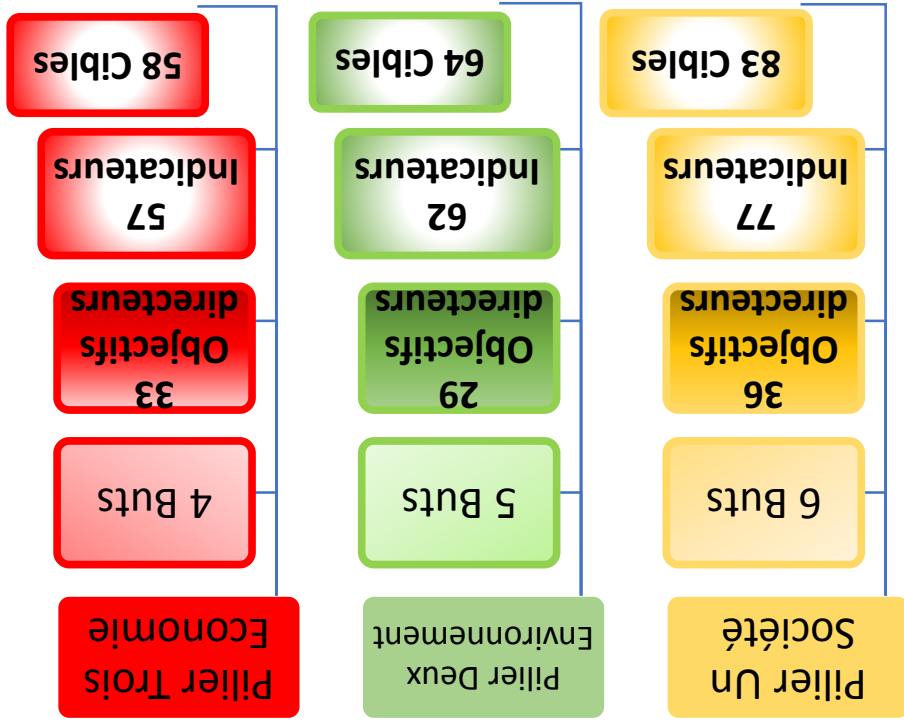 Pilier Un
Société
6 Buts
36
Objectifs
directeurs
77
Indicateurs
83 Cibles
Pilier Deux
Environnement
5 Buts
29
Objectifs
directeurs
62
Indicateurs
64 Cibles
Pilier Trois
Economie
4 Buts
33
Objectifs
directeurs
57
Indicateurs
58 Cibles